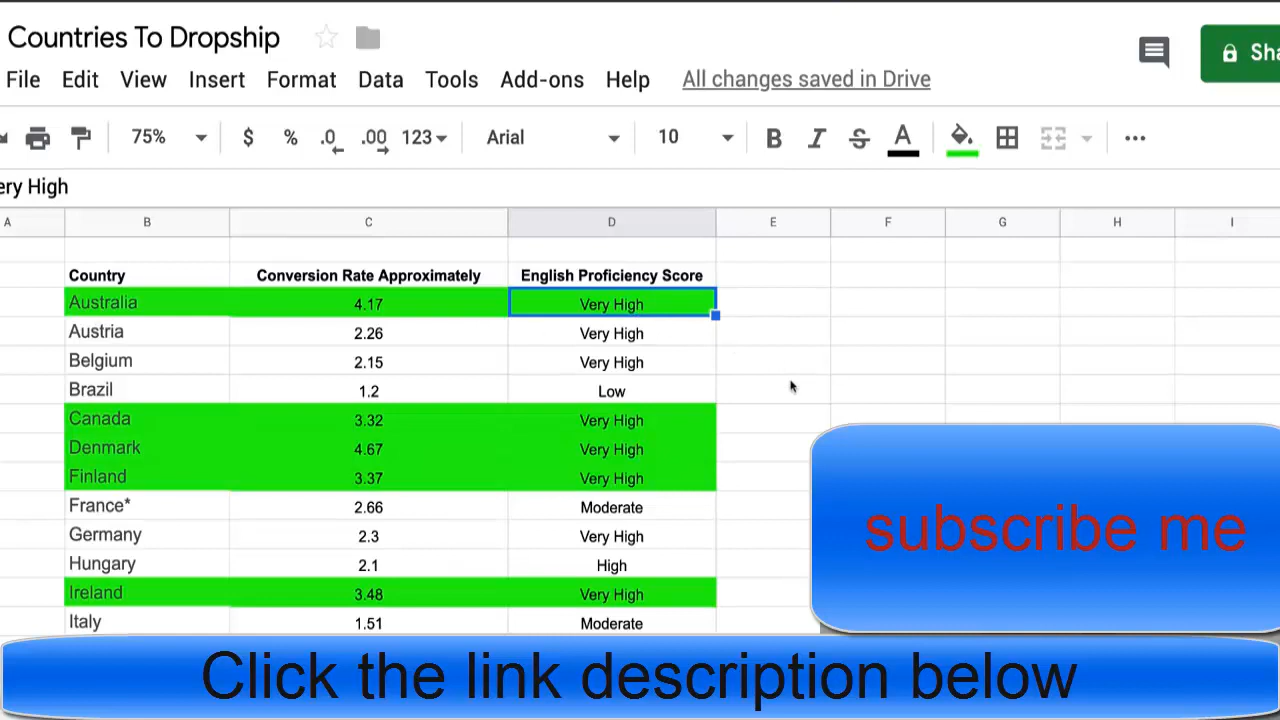 Countries To Dropship
File Edit View Insert Format Data Tools Add-ons Help All changes saved in Drive
75% $ % .0 .00 123 Arial 10 B I S A
ery High
A B C D E F G H I
Country Conversion Rate Approximately English Proficiency Score
Australia 4.17 Very High
Austria 2.26 Very High
Belgium 2.15 Very High
Brazil 1.2 Low
Canada 3.32 Very High
Denmark 4.67 Very High
Finland 3.37 Very High
France* 2.66 Moderate
Germany 2.3 Very High
Hungary 2.1 High
Ireland 3.48 Very High
Italy 1.51 Moderate
subscribe me
Click the link description below